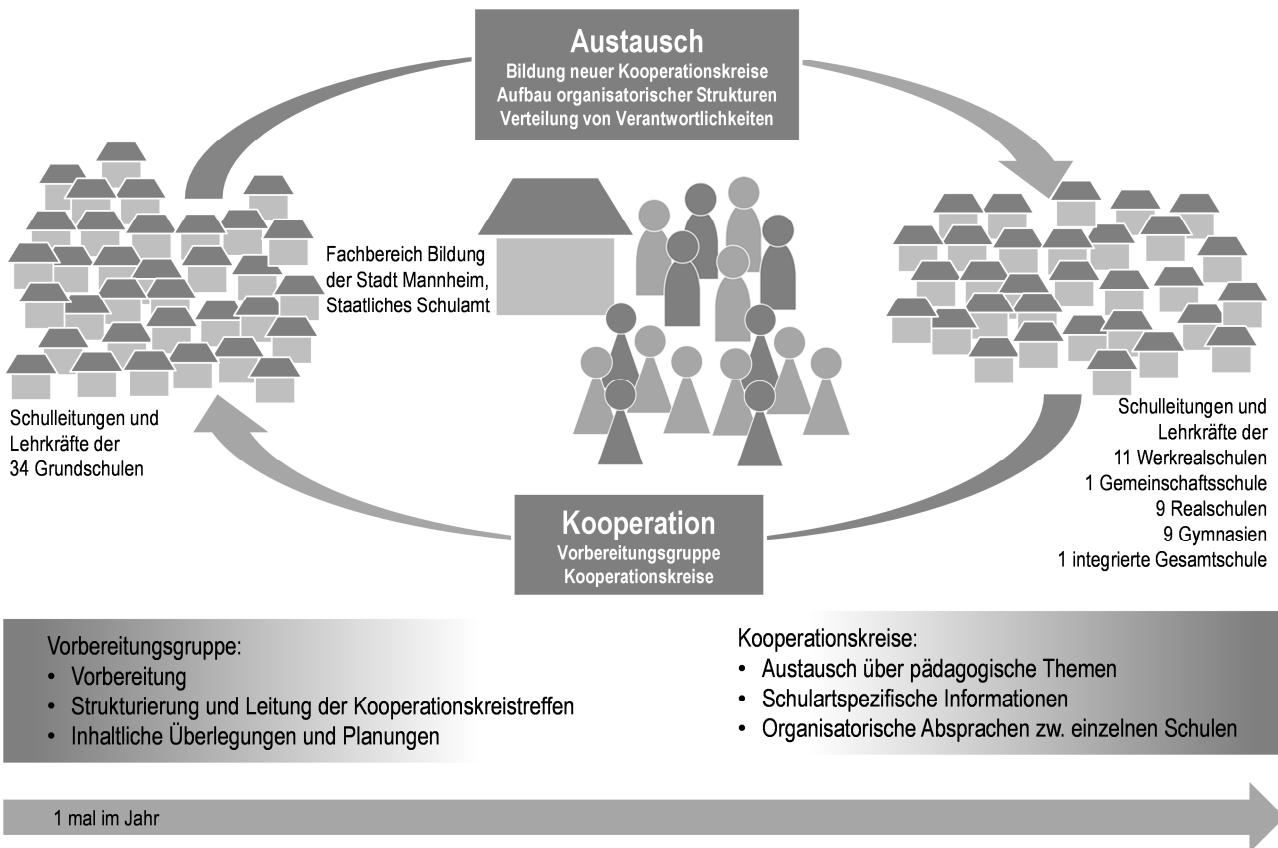 Austausch
Bildung neuer Kooperationskreise
Aufbau organisatorischer Strukturen
Verteilung von Verantwortlichkeiten
Fachbereich Bildung
der Stadt Mannheim,
Staatliches Schulamt
Schulleitungen und
Lehrkräfte der
34 Grundschulen
Schulleitungen und
Lehrkräfte der
11 Werkrealschulen
1 Gemeinschaftsschule
9 Realschulen
9 Gymnasien
1 integrierte Gesamtschule
Kooperation
Vorbereitungsgruppe
Kooperationskreise
Vorbereitungsgruppe:
• Vorbereitung
• Strukturierung und Leitung der Kooperationskreistreffen
• Inhaltliche Überlegungen und Planungen
Kooperationskreise:
• Austausch über pädagogische Themen
• Schulartspezifische Informationen
• Organisatorische Absprachen zw. einzelnen Schulen
1 mal im Jahr